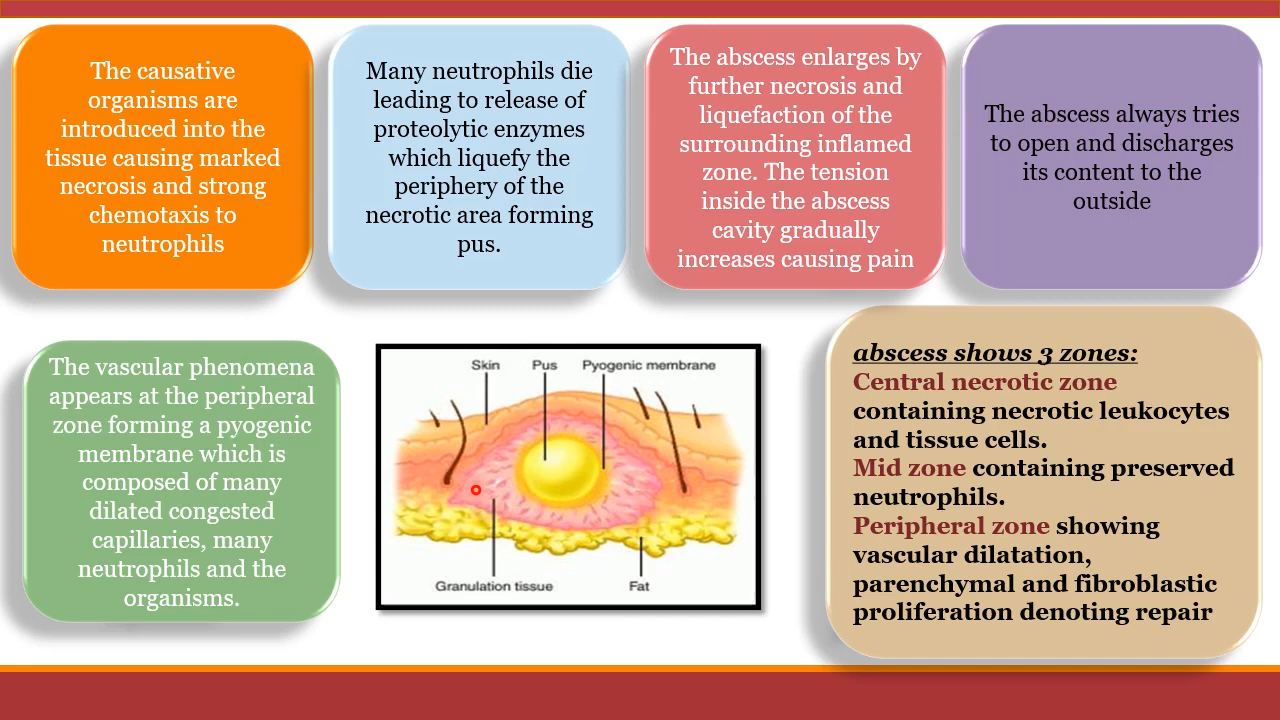 The causative
organisms are
introduced into the
tissue causing marked
necrosis and strong
chemotaxis to
neutrophils
Many neutrophils die
leading to release of
proteolytic enzymes
which liquefy the
periphery of the
necrotic area forming
pus.
The abscess enlarges by
further necrosis and
liquefaction of the
surrounding inflamed
zone. The tension
inside the abscess
cavity gradually
increases causing pain
The abscess always tries
to open and discharges
its content to the
outside
The vascular phenomena
appears at the peripheral
zone forming a pyogenic
membrane which is
composed of many
dilated congested
capillaries, many
neutrophils and the
organisms.
Skin Pus Pyogenic membrane
Granulation tissue Fat
abscess shows 3 zones:
Central necrotic zone
containing necrotic leukocytes
and tissue cells.
Mid zone containing preserved
neutrophils.
Peripheral zone showing
vascular dilatation,
parenchymal and fibroblastic
proliferation denoting repair